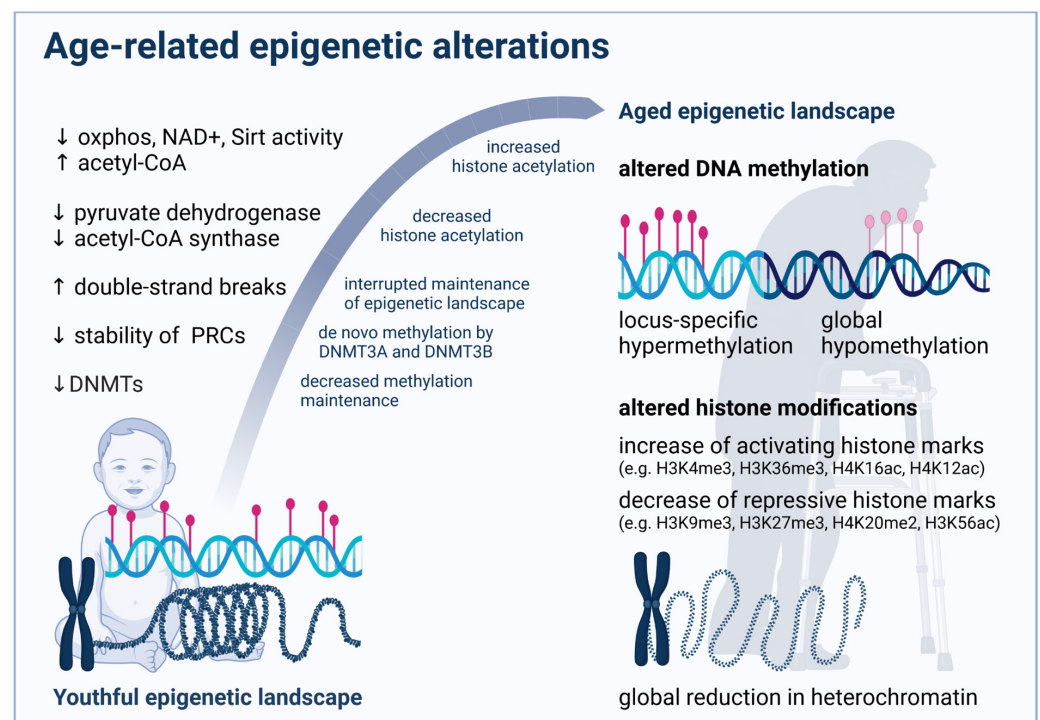 Age-related epigenetic alterations
↓ oxphos, NAD+, Sirt activity
↑ acetyl-CoA
↓ pyruvate dehydrogenase
↓ acetyl-CoA synthase
↑ double-strand breaks
↓ stability of PRCs
↓DNMTs
increased
histone acetylation
decreased
histone acetylation
interrupted maintenance
of epigenetic landscape
de novo methylation by
DNMT3A and DNMT3B
decreased methylation
maintenance
Youthful epigenetic landscape
Aged epigenetic landscape
altered DNA methylation
locus-specific
hypermethylation
global
hypomethylation
altered histone modifications
increase of activating histone marks
(e.g. H3K4me3, H3K36me3, H4K16ac, H4K12ac)
decrease of repressive histone marks
(e.g. H3K9me3, H3K27me3, H4K20me2, H3K56ac)
global reduction in heterochromatin